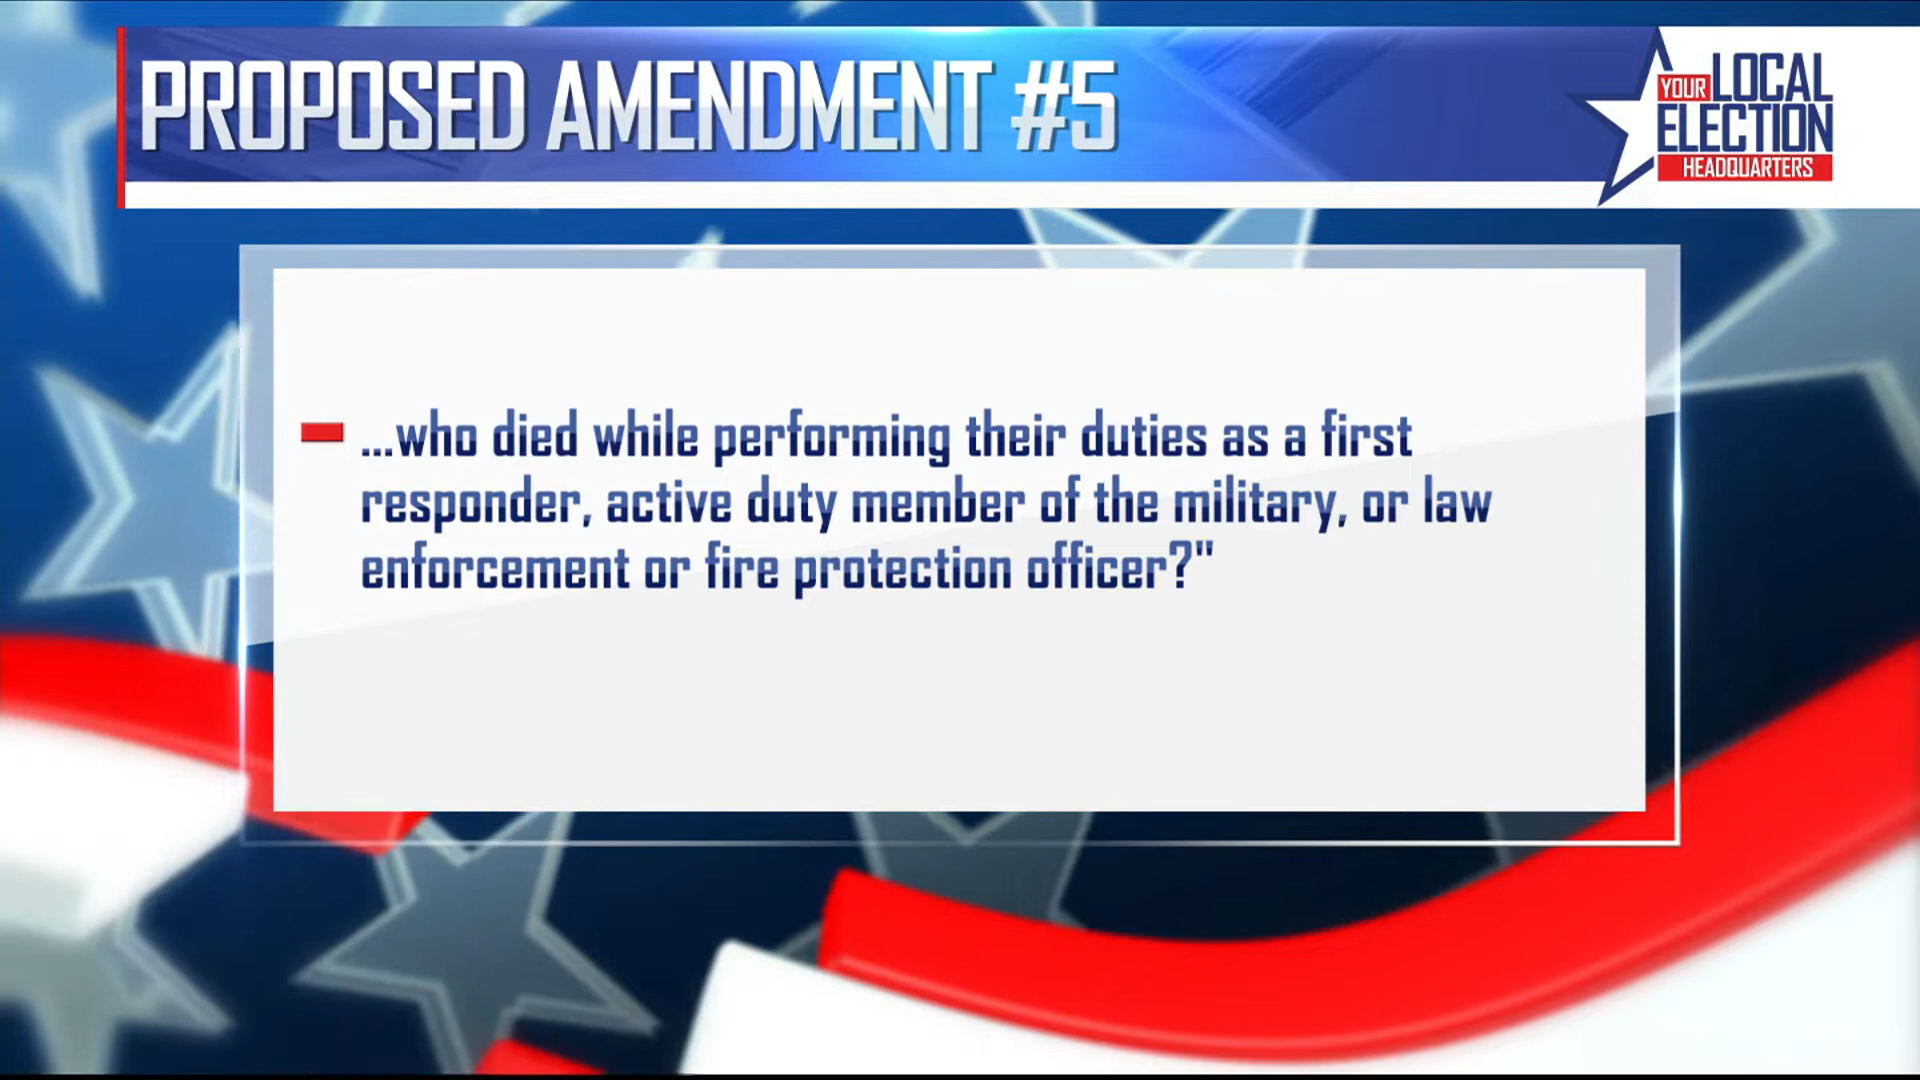 PROPOSED AMENDMENT #5
YOUR LOCAL
ELECTION
HEADQUARTERS
...who died while performing their duties as a first
responder, active duty member of the military, or law
enforcement or fire protection officer?"